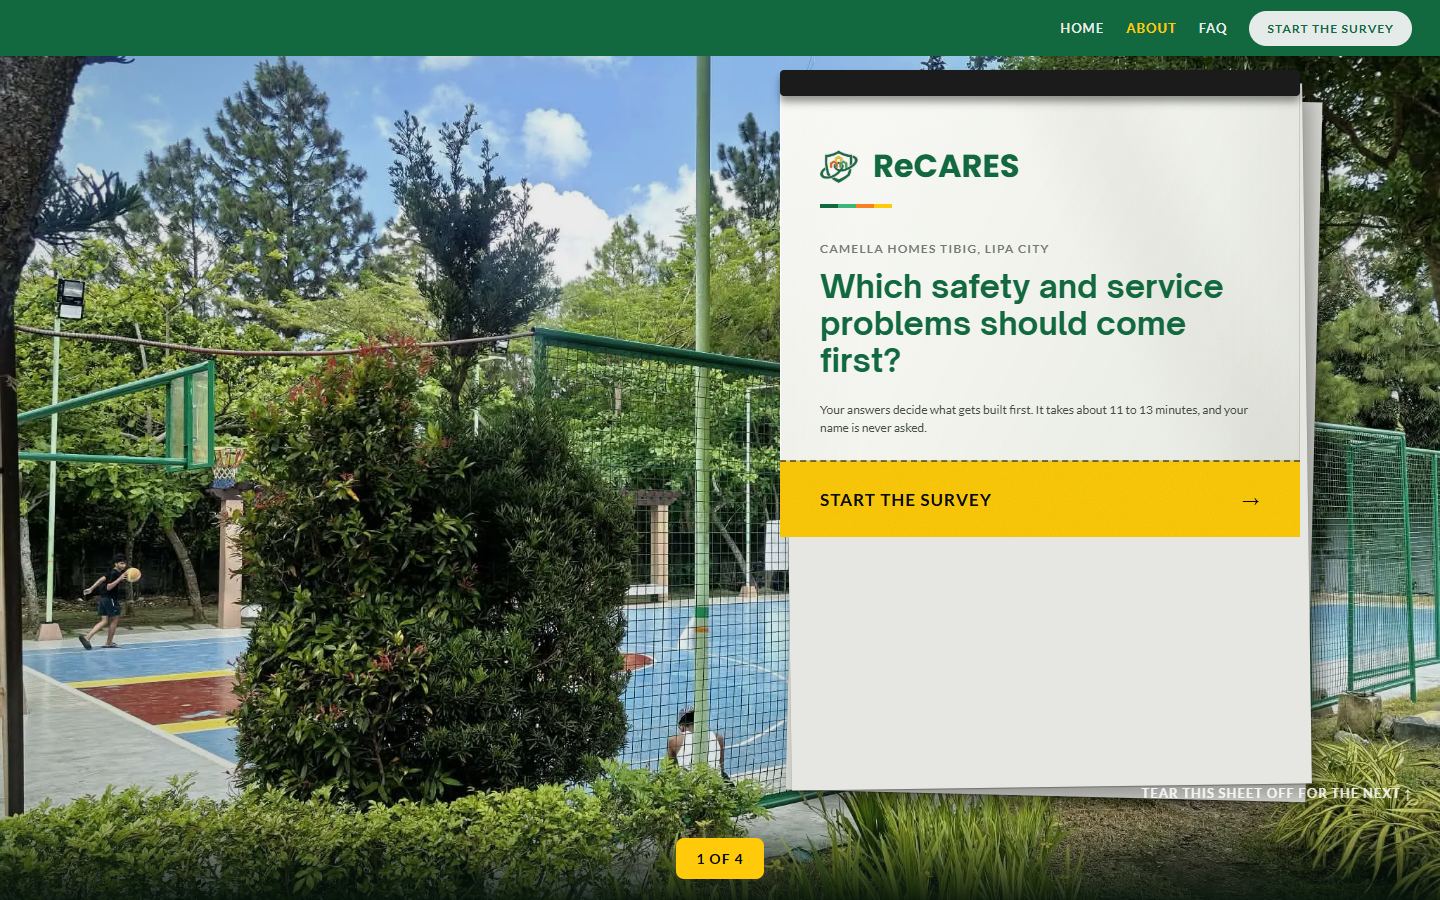 HOME ABOUT FAQ START THE SURVEY
ReCARES
CAMELLA HOMES TIBIG, LIPA CITY
Which safety and service
problems should come
first?
Your answers decide what gets built first. It takes about 11 to 13 minutes, and your
name is never asked.
START THE SURVEY →
TEAR THIS SHEET OFF FOR THE NEXT ↑
1 OF 4